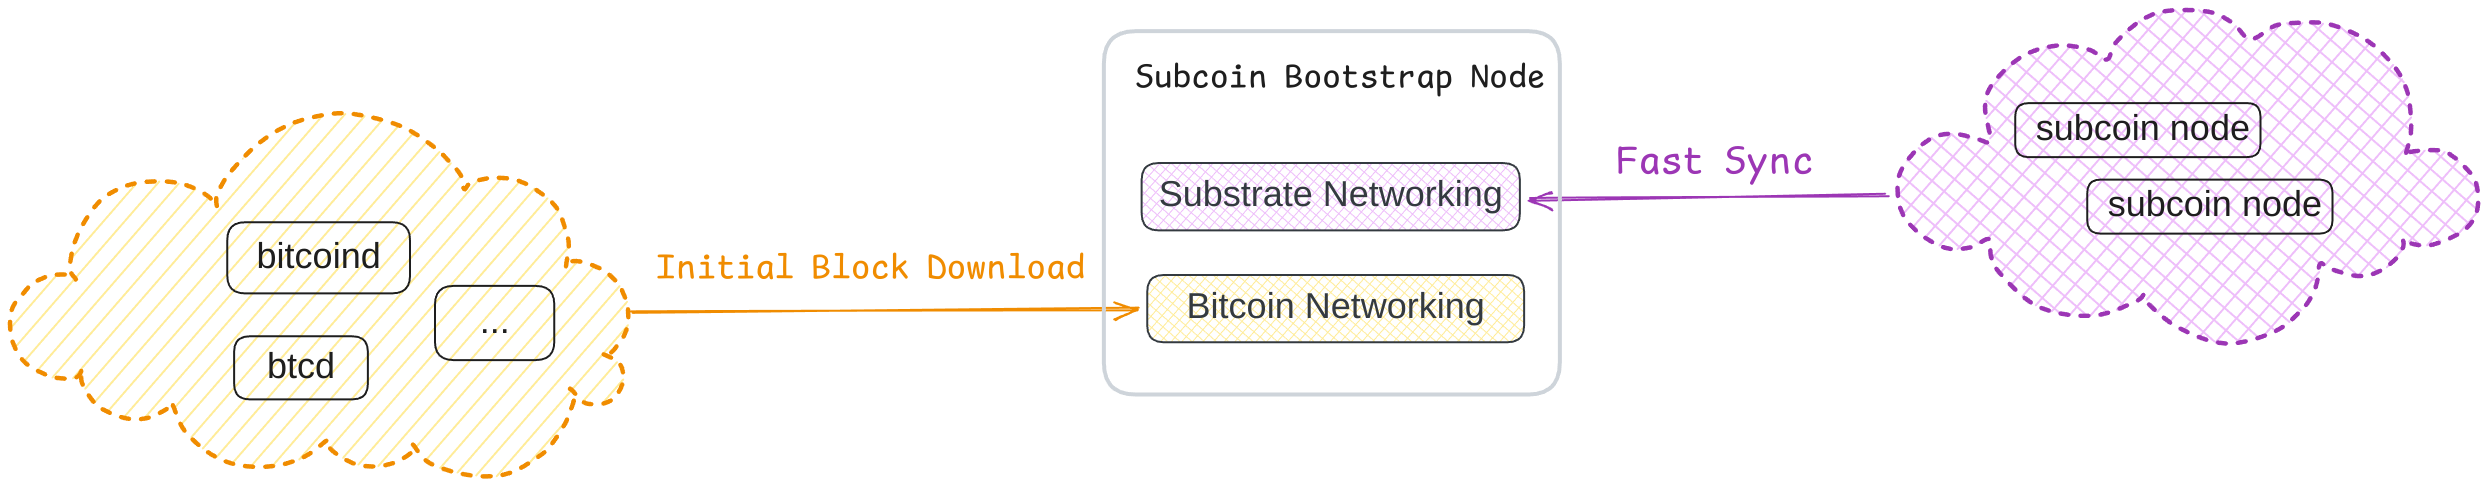 bitcoind
btcd
...
Initial Block Download
Subcoin Bootstrap Node
Substrate Networking
Bitcoin Networking
Fast Sync
subcoin node
subcoin node